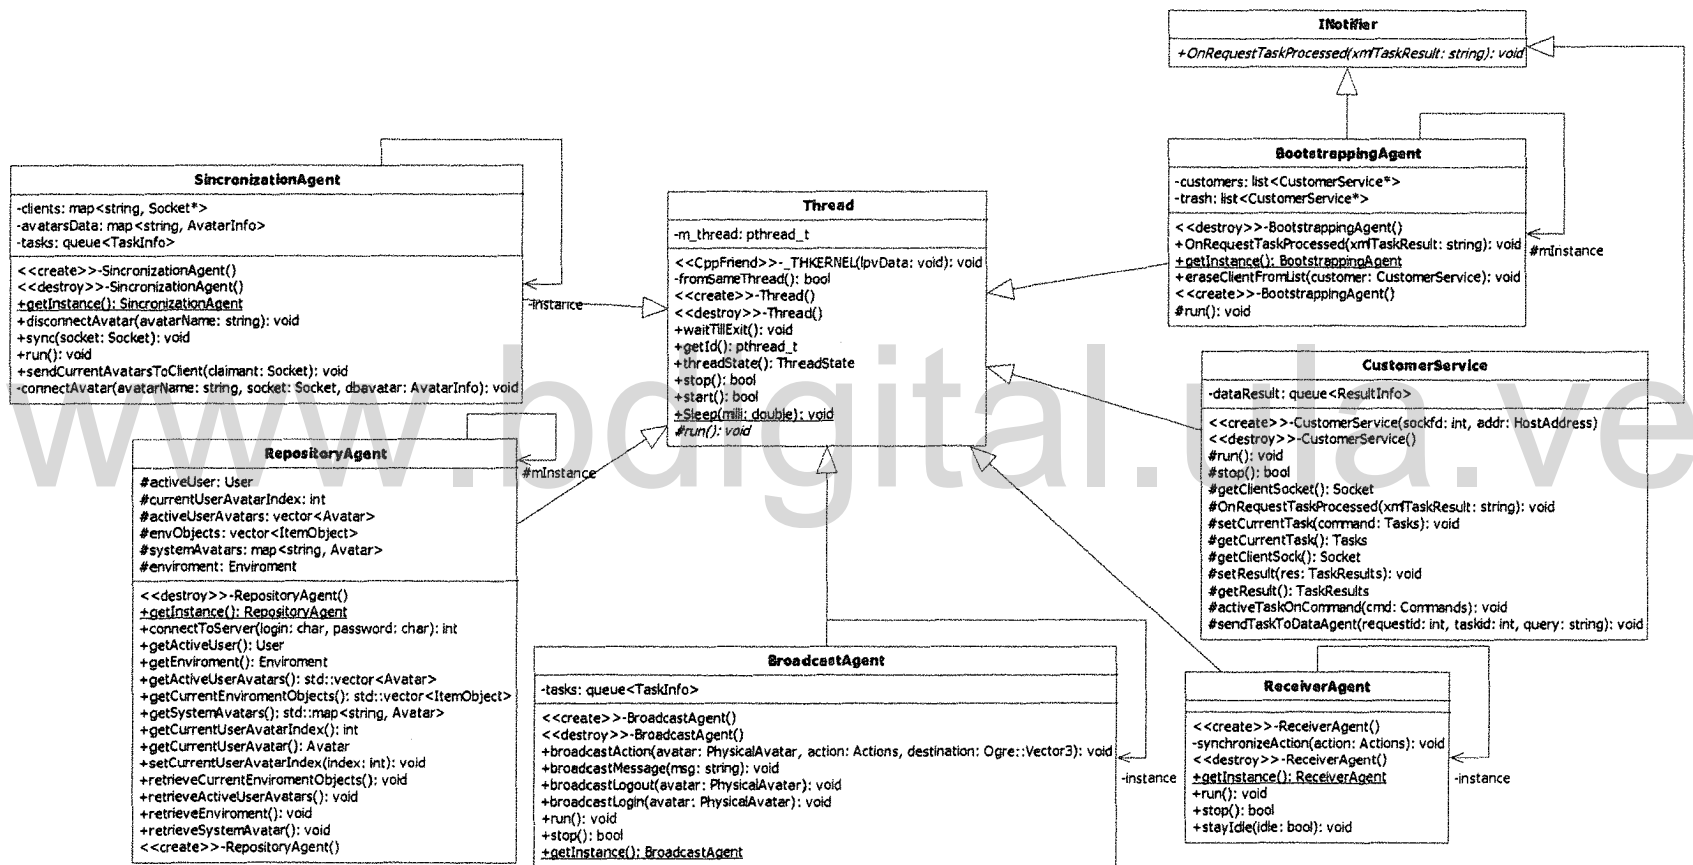 INotifier
+OnRequestTaskProcessed(xmlTaskResult: string): void
BootstrappingAgent
-customers: list<CustomerService*>
-trash: list<CustomerService*>
<<destroy>>-BootstrappingAgent()
+OnRequestTaskProcessed(xmlTaskResult: string): void
+getInstance(): BootstrappingAgent
+eraseClientFromList(customer: CustomerService): void
<<create>>-BootstrappingAgent()
#run(): void
#mInstance
SincronizationAgent
-clients: map<string, Socket*>
-avatarsData: map<string, AvatarInfo>
-tasks: queue<TaskInfo>
<<create>>-SincronizationAgent()
<<destroy>>-SincronizationAgent()
+getInstance(): SincronizationAgent
+disconnectAvatar(avatarName: string): void
+sync(socket: Socket): void
+run(): void
+sendCurrentAvatarsToClient(claimant: Socket): void
-connectAvatar(avatarName: string, socket: Socket, dbavatar: AvatarInfo): void
-instance
Thread
-m_thread: pthread_t
<<CppFriend>>-_THKERNEL(lpvData: void): void
-fromSameThread(): bool
<<create>>-Thread()
<<destroy>>-Thread()
+waitTillExit(): void
+getId(): pthread_t
+threadState(): ThreadState
+stop(): bool
+start(): bool
+Sleep(milli: double): void
#run(): void
CustomerService
-dataResult: queue<ResultInfo>
<<create>>-CustomerService(sockfd: int, addr: HostAddress)
<<destroy>>-CustomerService()
#run(): void
#stop(): bool
#getClientSocket(): Socket
#OnRequestTaskProcessed(xmlTaskResult: string): void
#setCurrentTask(command: Tasks): void
#getCurrentTask(): Tasks
#getClientSock(): Socket
#setResult(res: TaskResults): void
#getResult(): TaskResults
#activeTaskOnCommand(cmd: Commands): void
#sendTaskToDataAgent(requestid: int, taskid: int, query: string): void
www.bdigital.ula.ve
RepositoryAgent
#activeUser: User
#currentUserAvatarIndex: int
#activeUserAvatars: vector<Avatar>
#envObjects: vector<ItemObject>
#systemAvatars: map<string, Avatar>
#enviroment: Enviroment
<<destroy>>-RepositoryAgent()
+getInstance(): RepositoryAgent
+connectToServer(login: char, password: char): int
+getActiveUser(): User
+getEnviroment(): Enviroment
+getActiveUserAvatars(): std::vector<Avatar>
+getCurrentEnviromentObjects(): std::vector<ItemObject>
+getSystemAvatars(): std::map<string, Avatar>
+getCurrentUserAvatarIndex(): int
+getCurrentUserAvatar(): Avatar
+setCurrentUserAvatarIndex(index: int): void
+retrieveCurrentEnviromentObjects(): void
+retrieveActiveUserAvatars(): void
+retrieveEnviroment(): void
+retrieveSystemAvatar(): void
<<create>>-RepositoryAgent()
#mInstance
BroadcastAgent
-tasks: queue<TaskInfo>
<<create>>-BroadcastAgent()
<<destroy>>-BroadcastAgent()
+broadcastAction(avatar: PhysicalAvatar, action: Actions, destination: Ogre::Vector3): void
+broadcastMessage(msg: string): void
+broadcastLogout(avatar: PhysicalAvatar): void
+broadcastLogin(avatar: PhysicalAvatar): void
+run(): void
+stop(): bool
+getInstance(): BroadcastAgent
-instance
ReceiverAgent
<<create>>-ReceiverAgent()
-synchronizeAction(action: Actions): void
<<destroy>>-ReceiverAgent()
+getInstance(): ReceiverAgent
+run(): void
+stop(): bool
+stayIdle(idle: bool): void
-instance